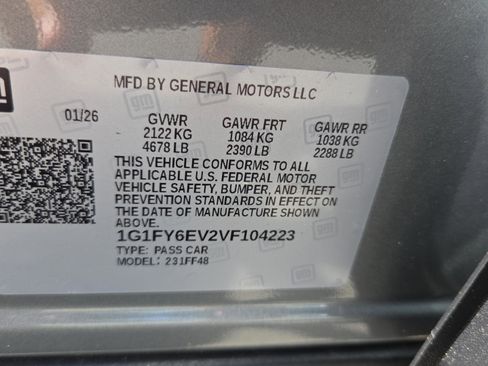 gm
MFD BY GENERAL MOTORS LLC
01/26 GVWR GAWR FRT GAWR RR
2122 KG 1084 KG 1038 KG
4678 LB 2390 LB 2288 LB
THIS VEHICLE CONFORMS TO ALL
APPLICABLE U.S. FEDERAL MOTOR
VEHICLE SAFETY, BUMPER, AND THEFT
PREVENTION STANDARDS IN EFFECT ON
THE DATE OF MANUFACTURE SHOWN
ABOVE.
1G1FY6EV2VF104223
TYPE: PASS CAR
MODEL: 231FF48